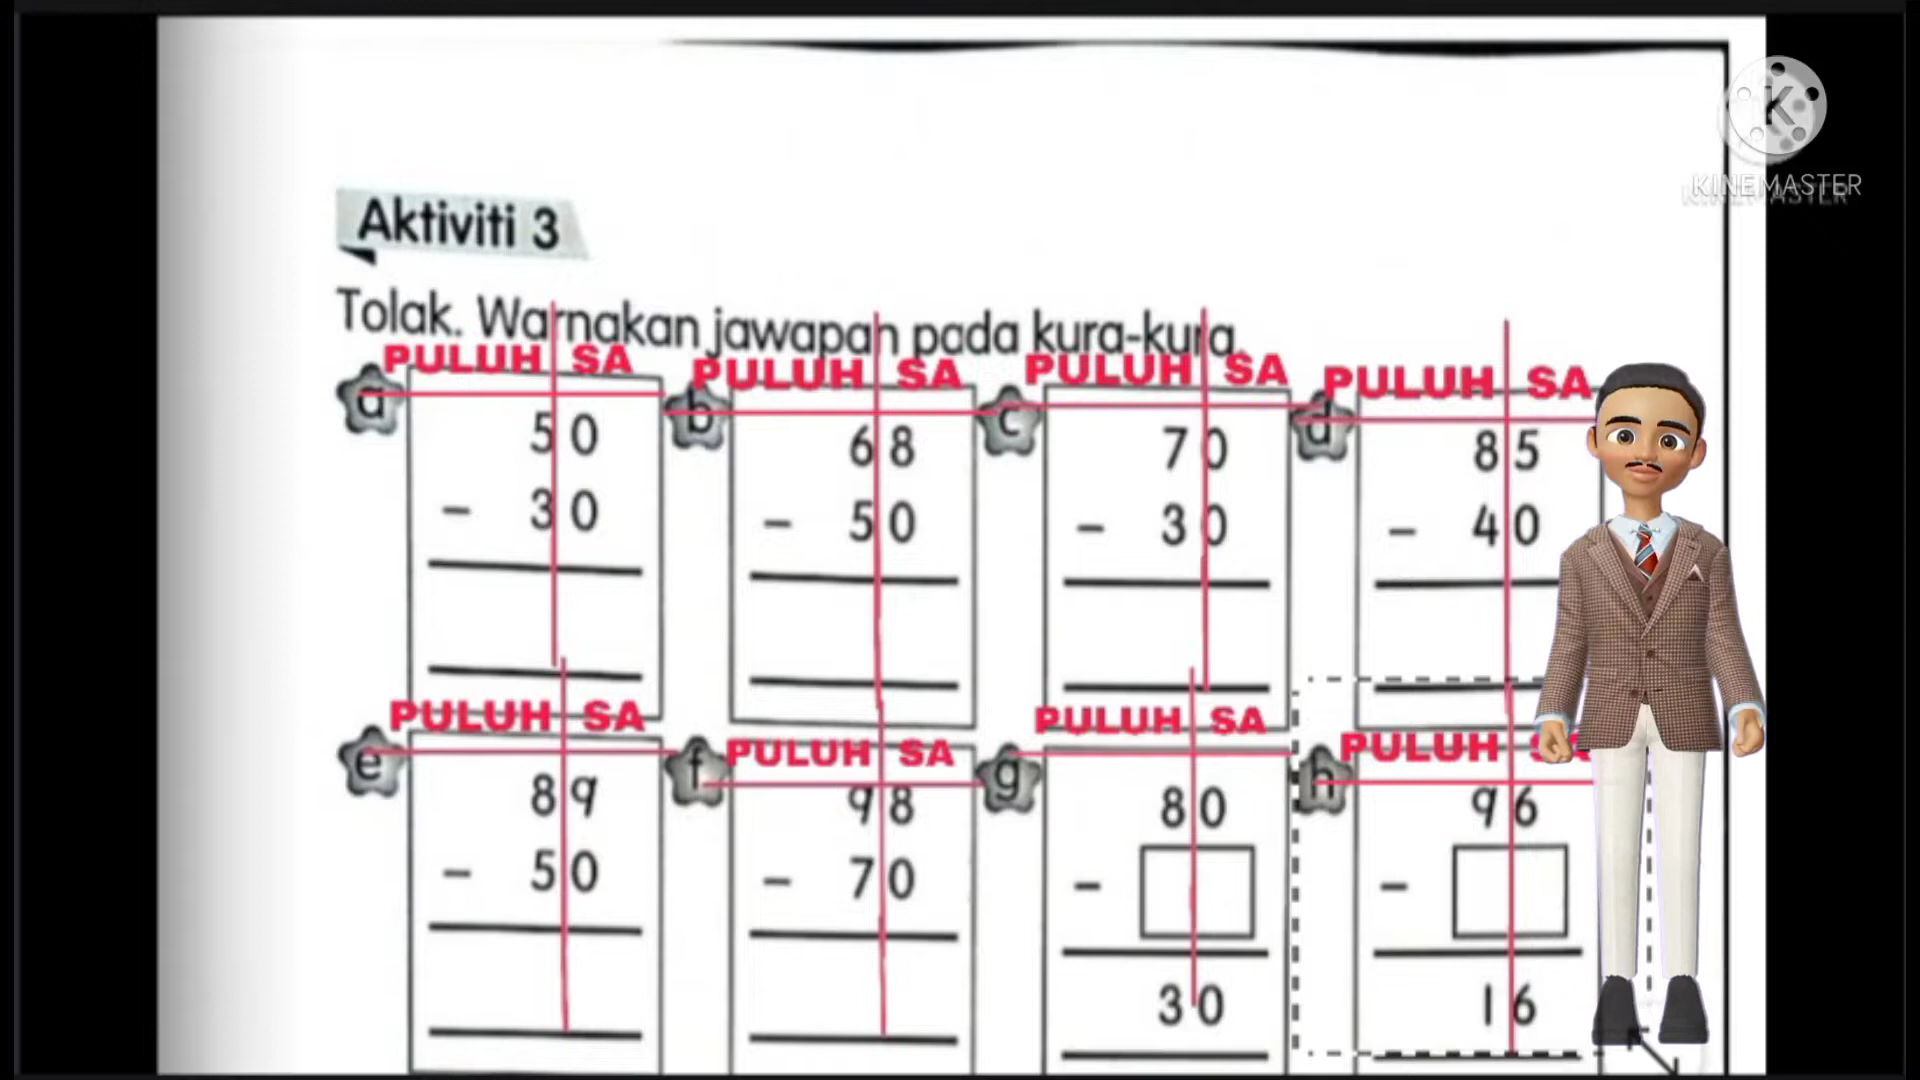 KINEMASTER
Aktiviti 3
Tolak. Warnakan jawapan pada kura-kura.
PULUH SA PULUH SA PULUH SA PULUH SA
a b c d
50 68 70 85
- 30 - 50 - 30 - 40
PULUH SA PULUH SA PULUH SA PULUH
e f g h
89 98 80 96
- 50 - 70 - -
30 16